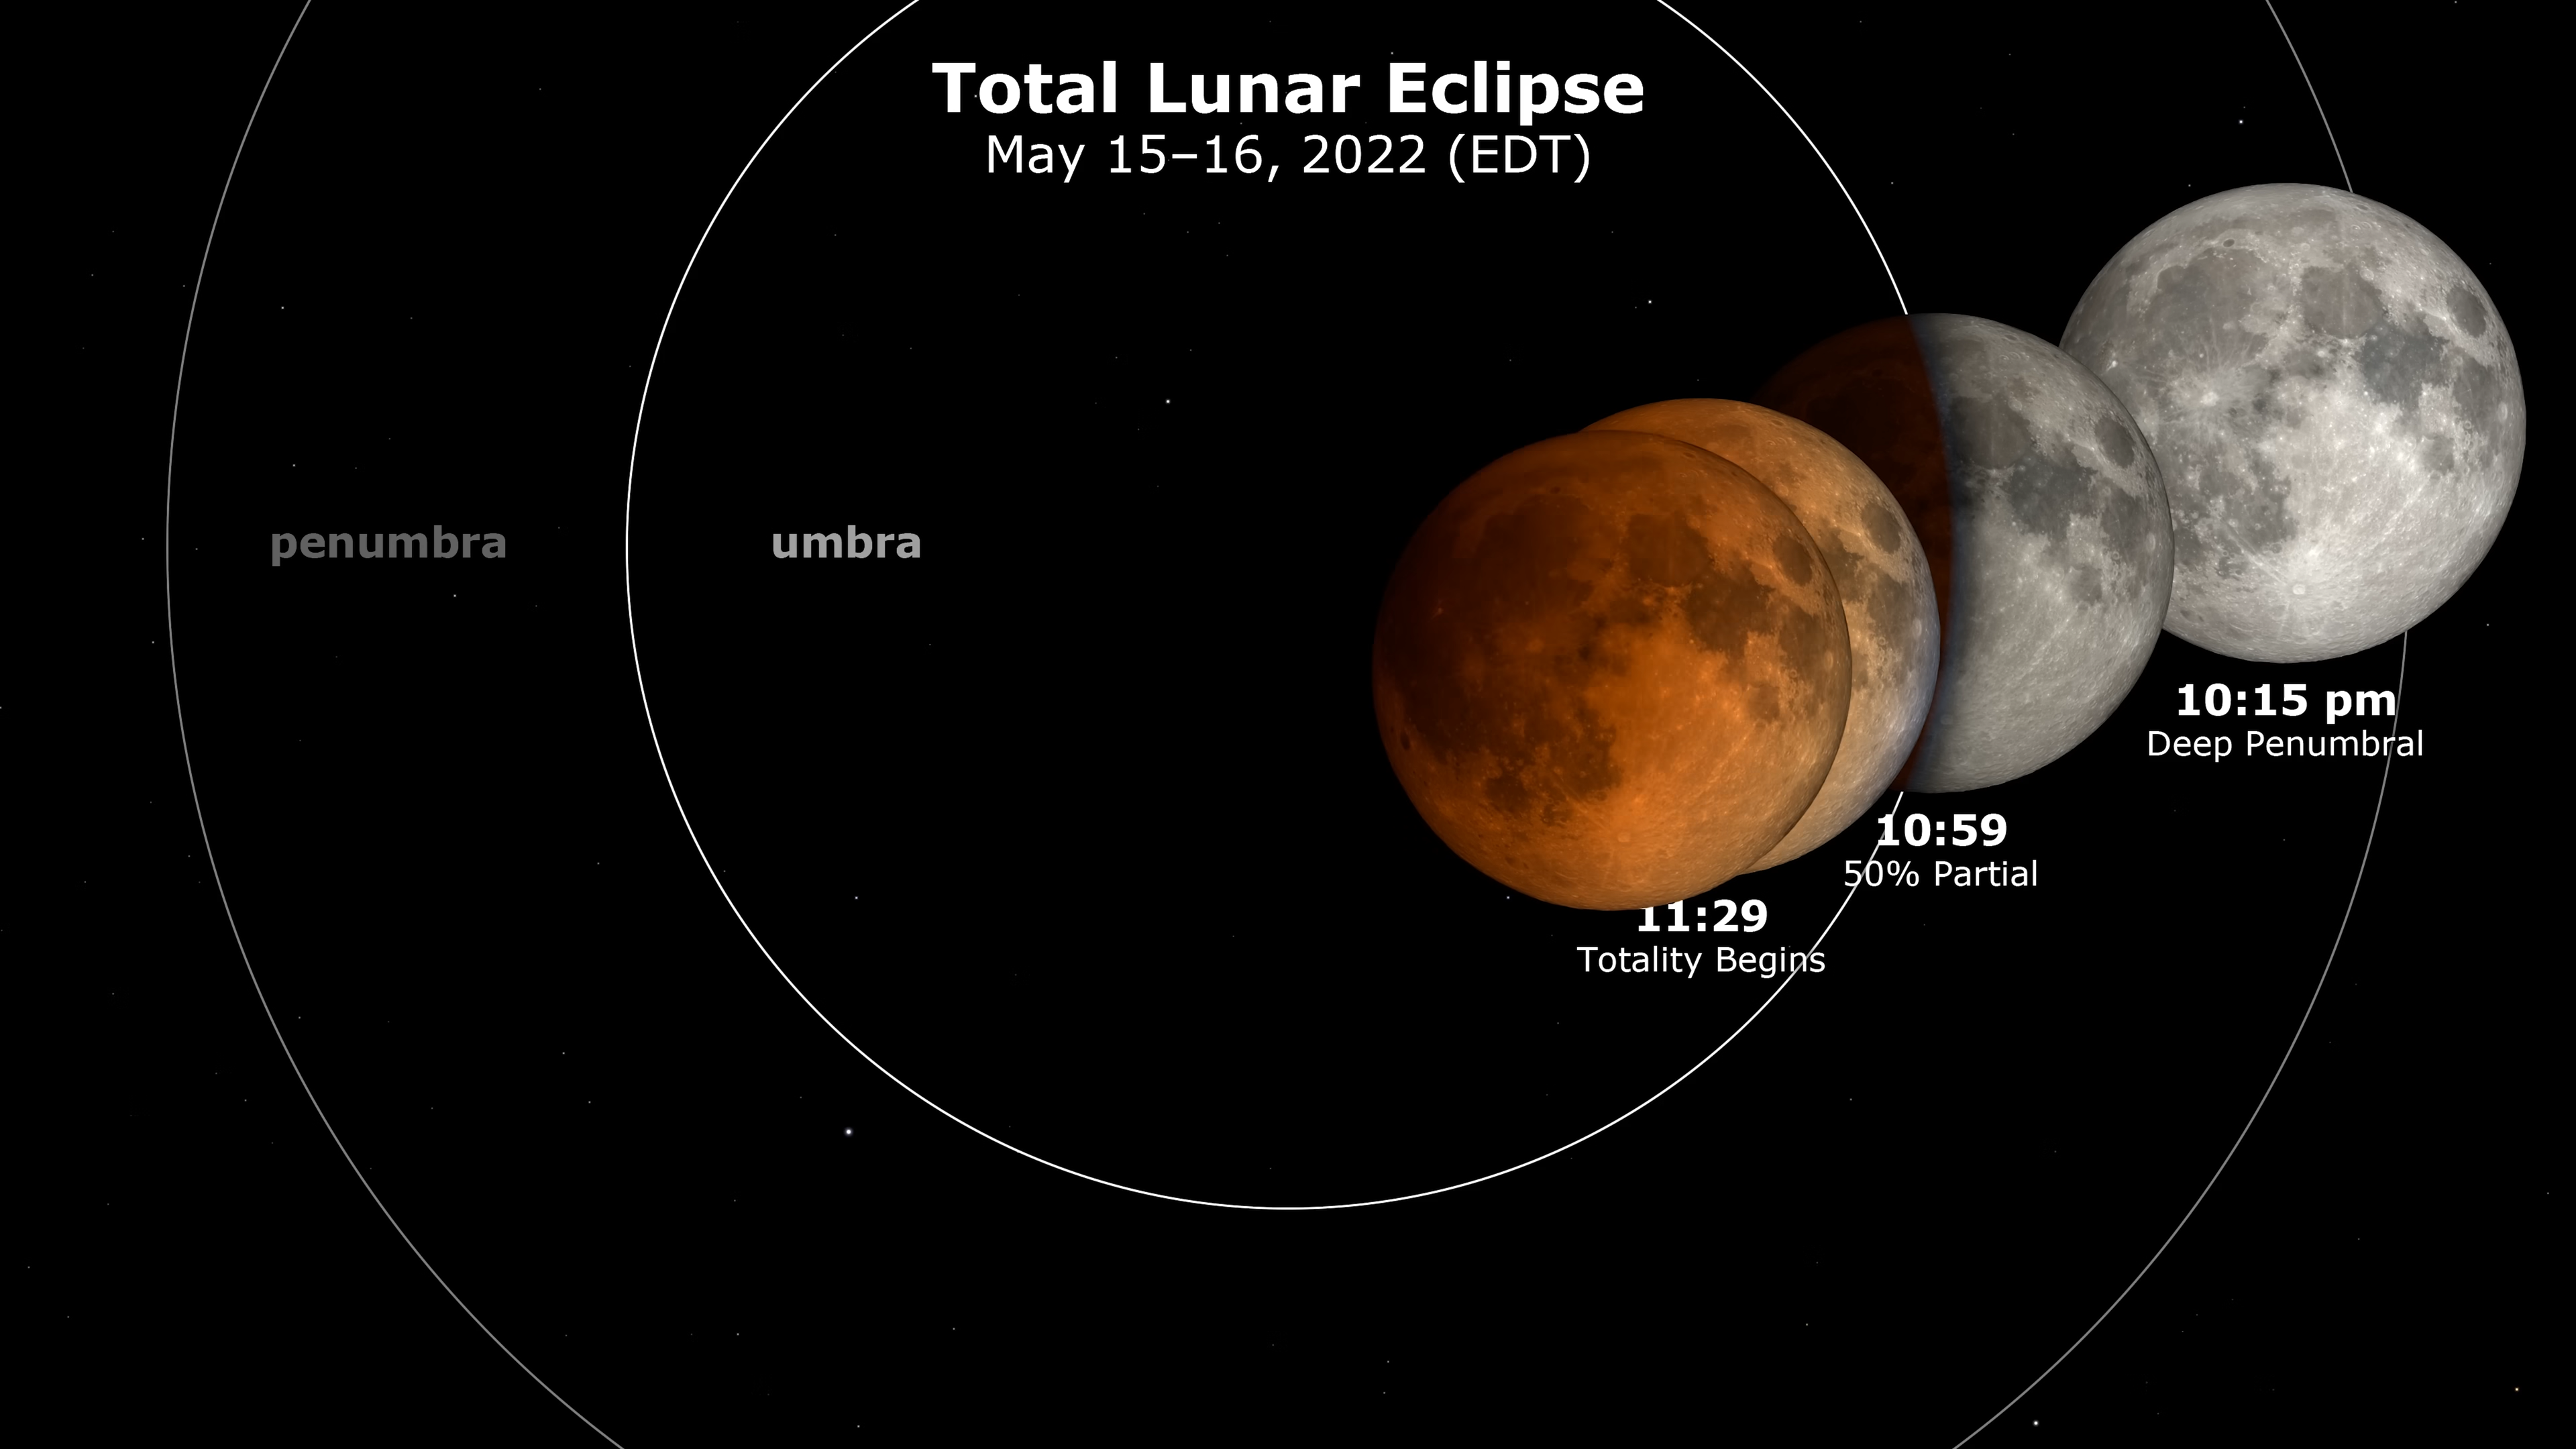 Total Lunar Eclipse
May 15–16, 2022 (EDT)
penumbra
umbra
10:15 pm
Deep Penumbral
10:59
50% Partial
11:29
Totality Begins